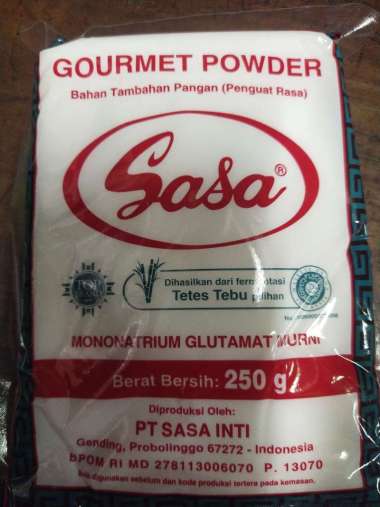 GOURMET POWDER
Bahan Tambahan Pangan (Penguat Rasa)
Sasa®
Dihasilkan dari fermentasi
Tetes Tebu pilihan
MONONATRIUM GLUTAMAT MURNI
Berat Bersih: 250 g
Diproduksi Oleh:
PT SASA INTI
Gending, Probolinggo 67272 - Indonesia
BPOM RI MD 278113006070 P. 13070
digunakan sebelum dan kode produksi tertera pada kemasan.